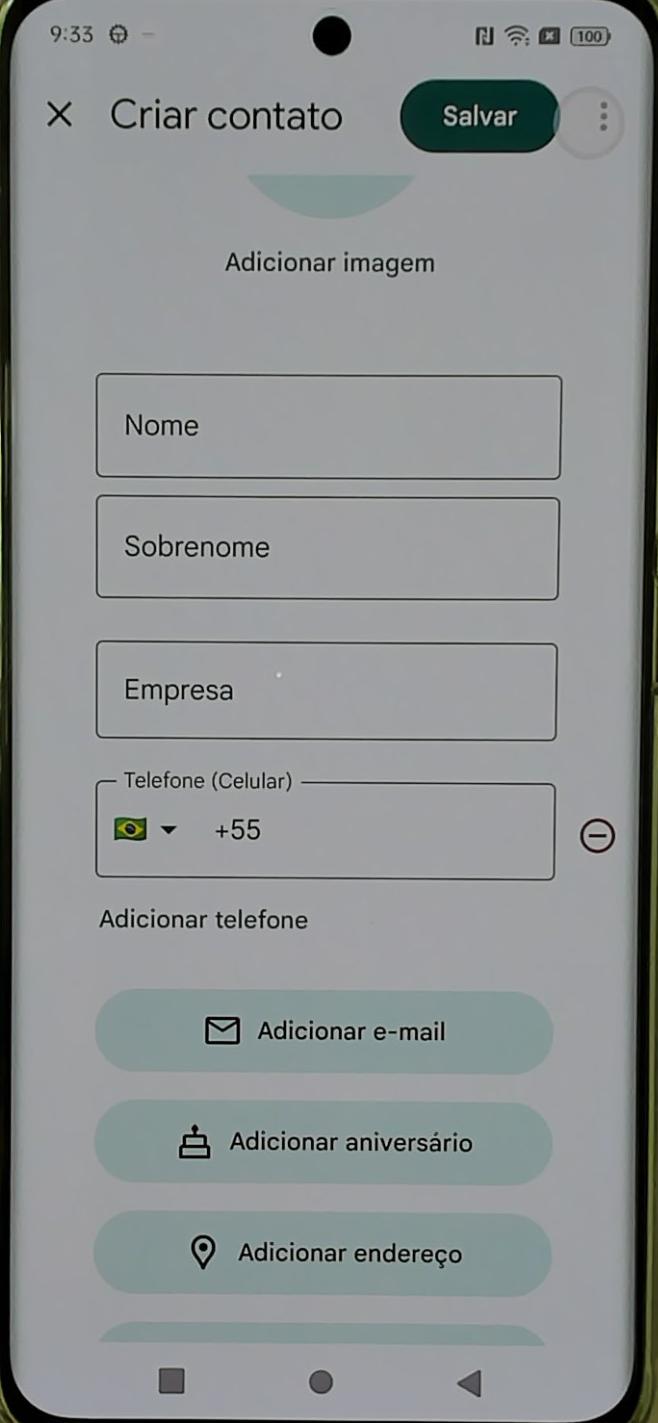 9:33
100
Criar contato
Salvar
Adicionar imagem
Nome
Sobrenome
Empresa
Telefone (Celular)
+55
Adicionar telefone
Adicionar e-mail
Adicionar aniversário
Adicionar endereço